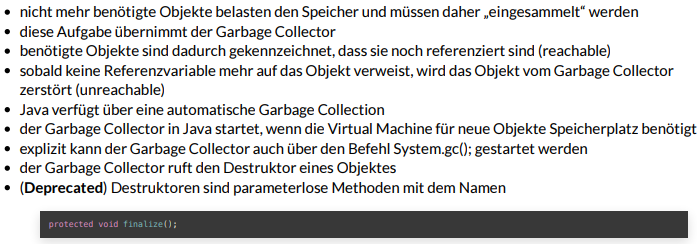 • nicht mehr benötigte Objekte belasten den Speicher und müssen daher „eingesammelt“ werden
• diese Aufgabe übernimmt der Garbage Collector
• benötigte Objekte sind dadurch gekennzeichnet, dass sie noch referenziert sind (reachable)
• sobald keine Referenzvariable mehr auf das Objekt verweist, wird das Objekt vom Garbage Collector
zerstört (unreachable)
• Java verfügt über eine automatische Garbage Collection
• der Garbage Collector in Java startet, wenn die Virtual Machine für neue Objekte Speicherplatz benötigt
• explizit kann der Garbage Collector auch über den Befehl System.gc(); gestartet werden
• der Garbage Collector ruft den Destruktor eines Objektes
• (Deprecated) Destruktoren sind parameterlose Methoden mit dem Namen
protected void finalize();